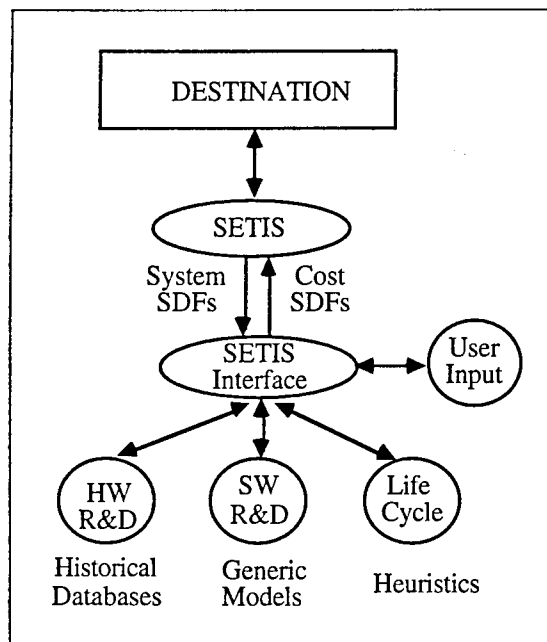 DESTINATION
SETIS
System Cost
SDFs SDFs
SETIS
Interface
User
Input
HW
R&D
SW
R&D
Life
Cycle
Historical
Databases
Generic
Models
Heuristics